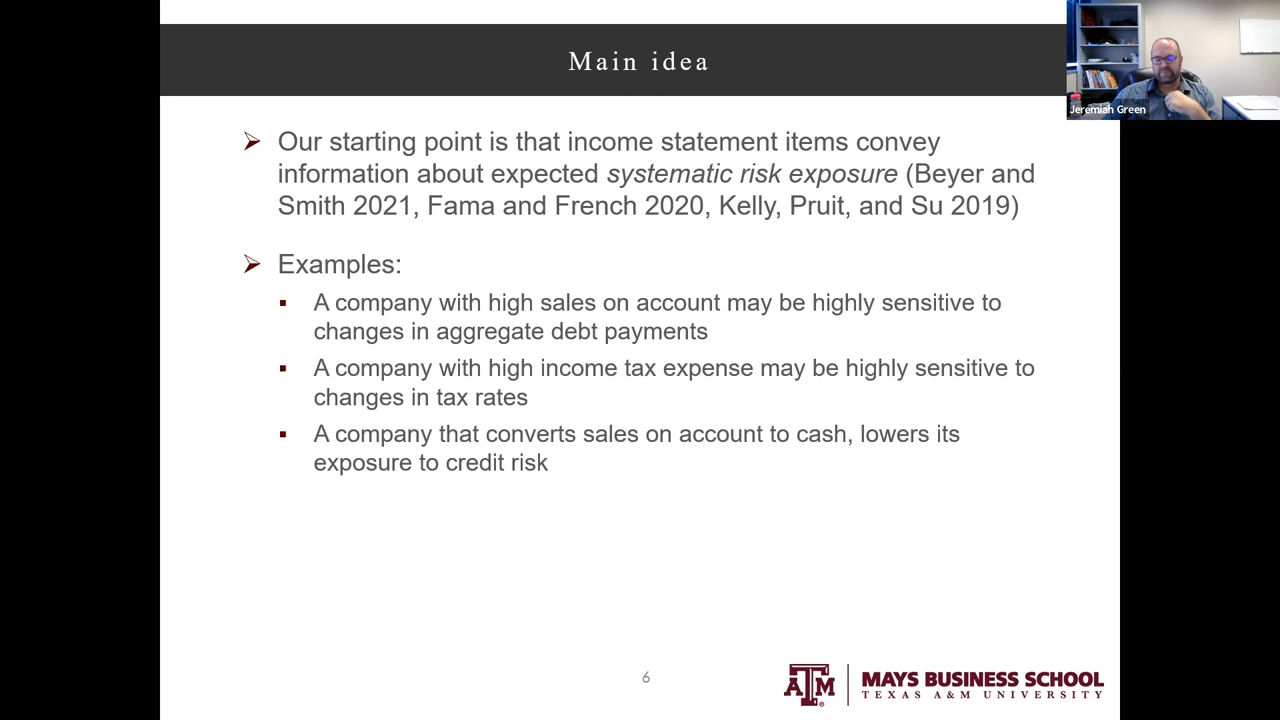 Main idea
Jeremiah Green
Our starting point is that income statement items convey
information about expected systematic risk exposure (Beyer and
Smith 2021, Fama and French 2020, Kelly, Pruit, and Su 2019)
Examples:
A company with high sales on account may be highly sensitive to
changes in aggregate debt payments
A company with high income tax expense may be highly sensitive to
changes in tax rates
A company that converts sales on account to cash, lowers its
exposure to credit risk
6
ATM
MAYS BUSINESS SCHOOL
TEXAS A&M UNIVERSITY